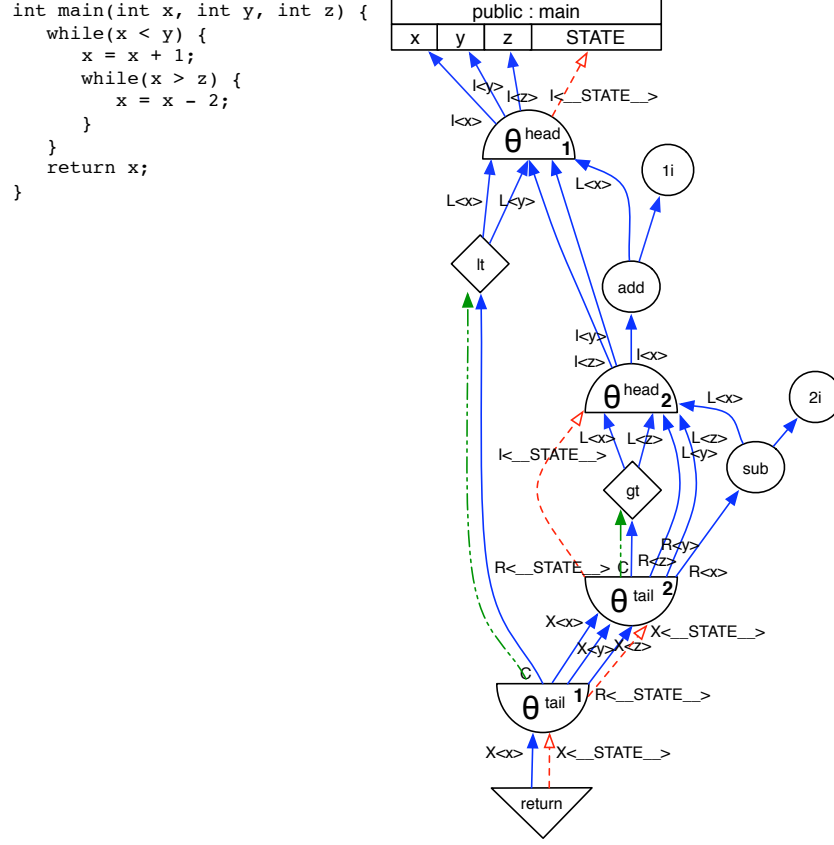 int main(int x, int y, int z) {
while(x < y) {
x = x + 1;
while(x > z) {
x = x - 2;
}
}
return x;
}
public : main
x y z STATE
I<y>
I<z> I<__STATE__>
I<x>
θ head 1
1i
L<x>
L<x> L<y>
lt
add
I<y>
I<z> I<x>
θ head 2
L<x> 2i
L<x> L<z> L<z>
I<__STATE__> L<y>
sub
gt
R<y>
R<__STATE__> C R<z> R<x>
θ tail 2
X<x>
X<__STATE__>
X<y> X<z>
C
θ tail 1 R<__STATE__>
X<x> X<__STATE__>
return